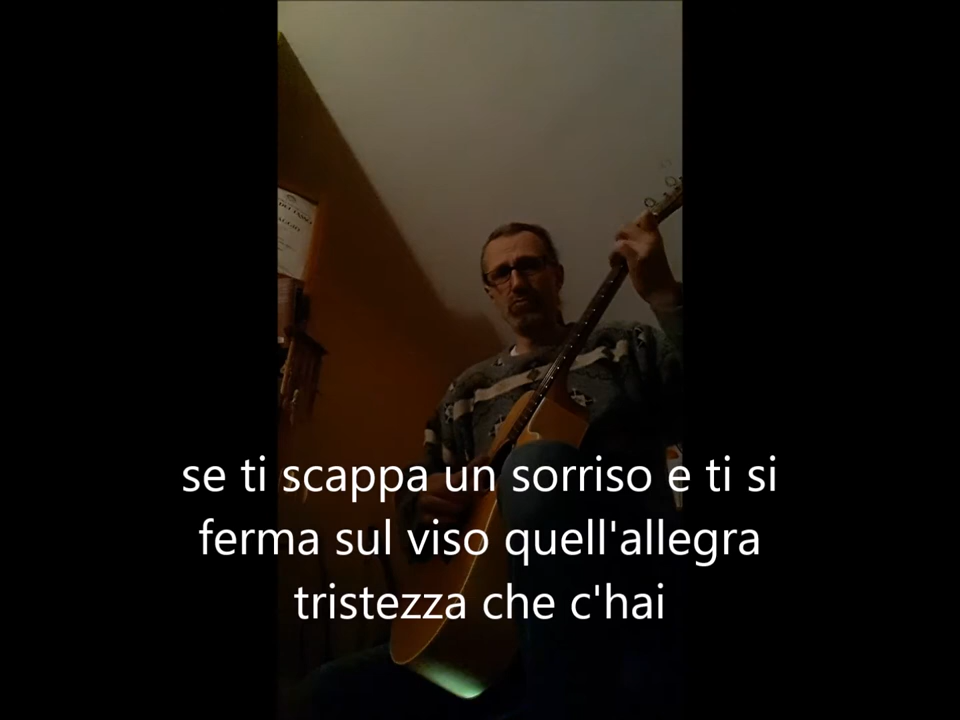 se ti scappa un sorriso e ti si
ferma sul viso quell'allegra
tristezza che c'hai